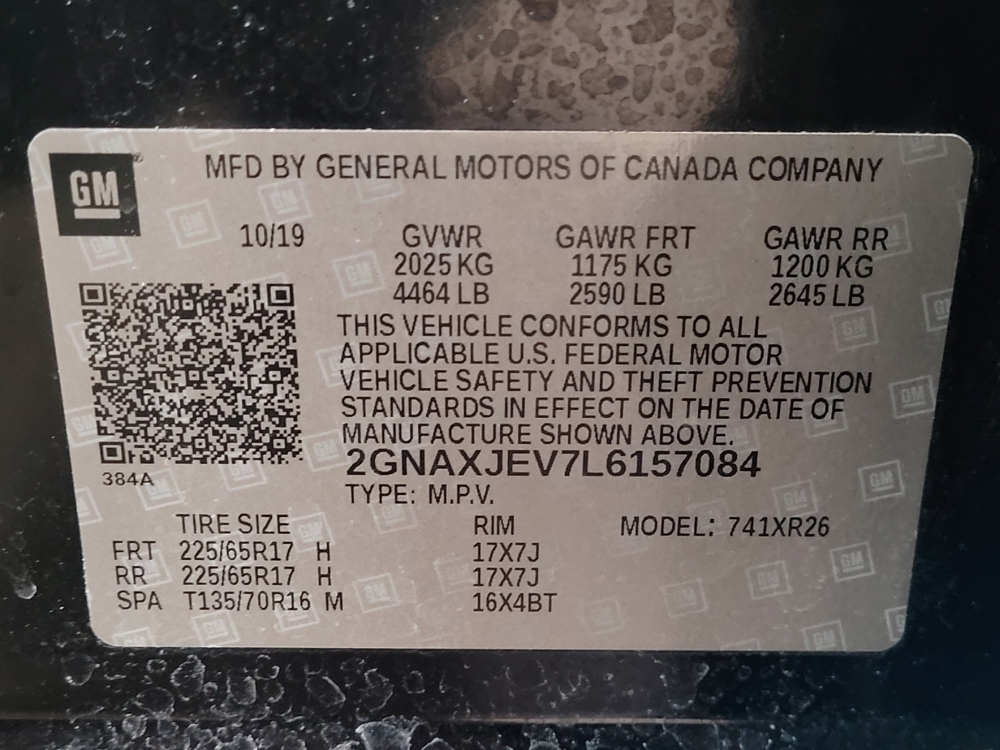 GM
MFD BY GENERAL MOTORS OF CANADA COMPANY
10/19 GVWR GAWR FRT GAWR RR
2025 KG 1175 KG 1200 KG
4464 LB 2590 LB 2645 LB
THIS VEHICLE CONFORMS TO ALL
APPLICABLE U.S. FEDERAL MOTOR
VEHICLE SAFETY AND THEFT PREVENTION
STANDARDS IN EFFECT ON THE DATE OF
MANUFACTURE SHOWN ABOVE.
2GNAXJEV7L6157084
384A
TYPE: M.P.V.
TIRE SIZE RIM MODEL: 741XR26
FRT 225/65R17 H 17X7J
RR 225/65R17 H 17X7J
SPA T135/70R16 M 16X4BT